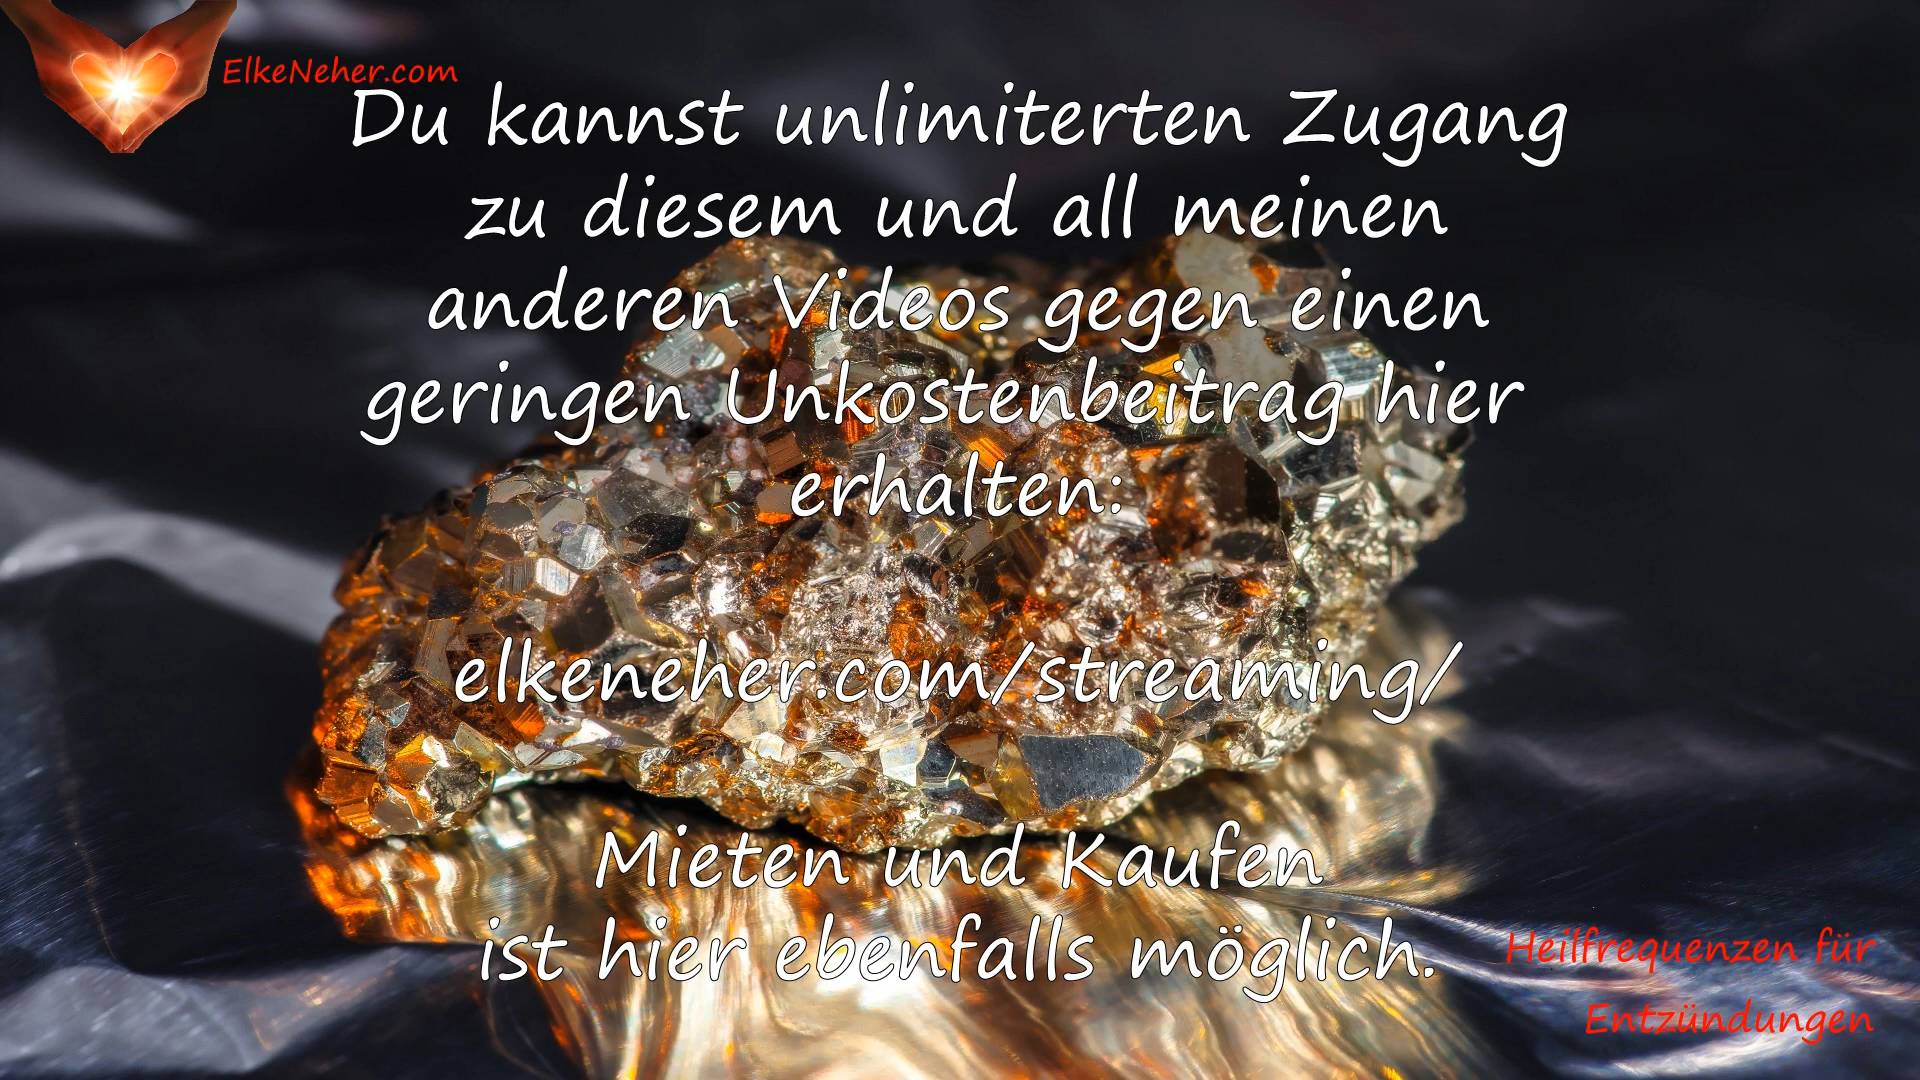 ElkeNeher.com
Du kannst unlimiterten Zugang
zu diesem und all meinen
anderen Videos gegen einen
geringen Unkostenbeitrag hier
erhalten:
elkeneher.com/streaming/
Mieten und Kaufen
ist hier ebenfalls möglich.
Heilfrequenzen für
Entzündungen